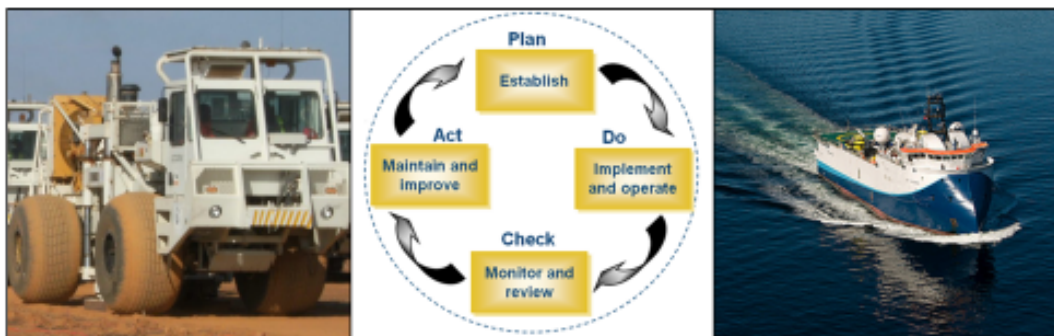 Plan
Establish
Act
Do
Maintain and
improve
Implement
and operate
Check
Monitor and
review